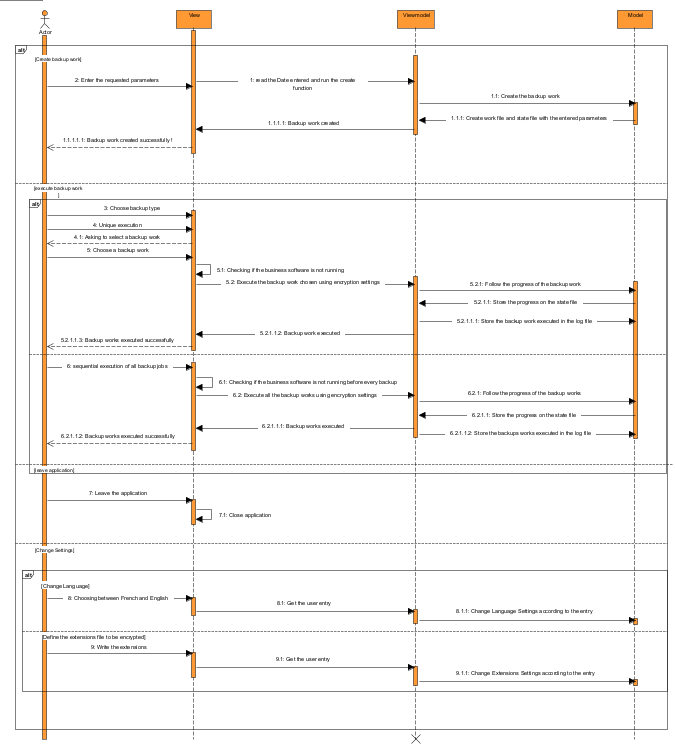 Actor
View
Viewmodel
Model
alt
[Create backup work]
2: Enter the requested parameters
1: read the Date entered and run the create
function
1.1: Create the backup work
1.1.1: Create work file and state file with the entered parameters
1.1.1.1: Backup work created
1.1.1.1.1: Backup work created successfully !
[execute backup work
]
alt
3: Choose backup type
4: Unique execution
4.1: Asking to select a backup work
5: Choose a backup work
5.1: Checking if the business software is not running
5.2: Execute the backup work chosen using encryption settings
5.2.1: Follow the progress of the backup work
5.2.1.1: Store the progress on the state file
5.2.1.1.1: Store the backup work executed in the log file
5.2.1.1.2: Backup work executed
5.2.1.1.3: Backup works executed successfully
6: sequential execution of all backup jobs
6.1: Checking if the business software is not running before every backup
6.2: Execute all the backup works using encryption settings
6.2.1: Follow the progress of the backup works
6.2.1.1: Store the progress on the state file
6.2.1.1.1: Backup works executed
6.2.1.1.2: Store the backups works executed in the log file
6.2.1.1.2: Backup works executed successfully
[leave application]
7: Leave the application
7.1: Close application
[Change Settings]
alt
[Change Language]
8: Choosing between French and English
8.1: Get the user entry
8.1.1: Change Language Settings according to the entry
[Define the extensions file to be encrypted]
9: Write the extensions
9.1: Get the user entry
9.1.1: Change Extensions Settings according to the entry